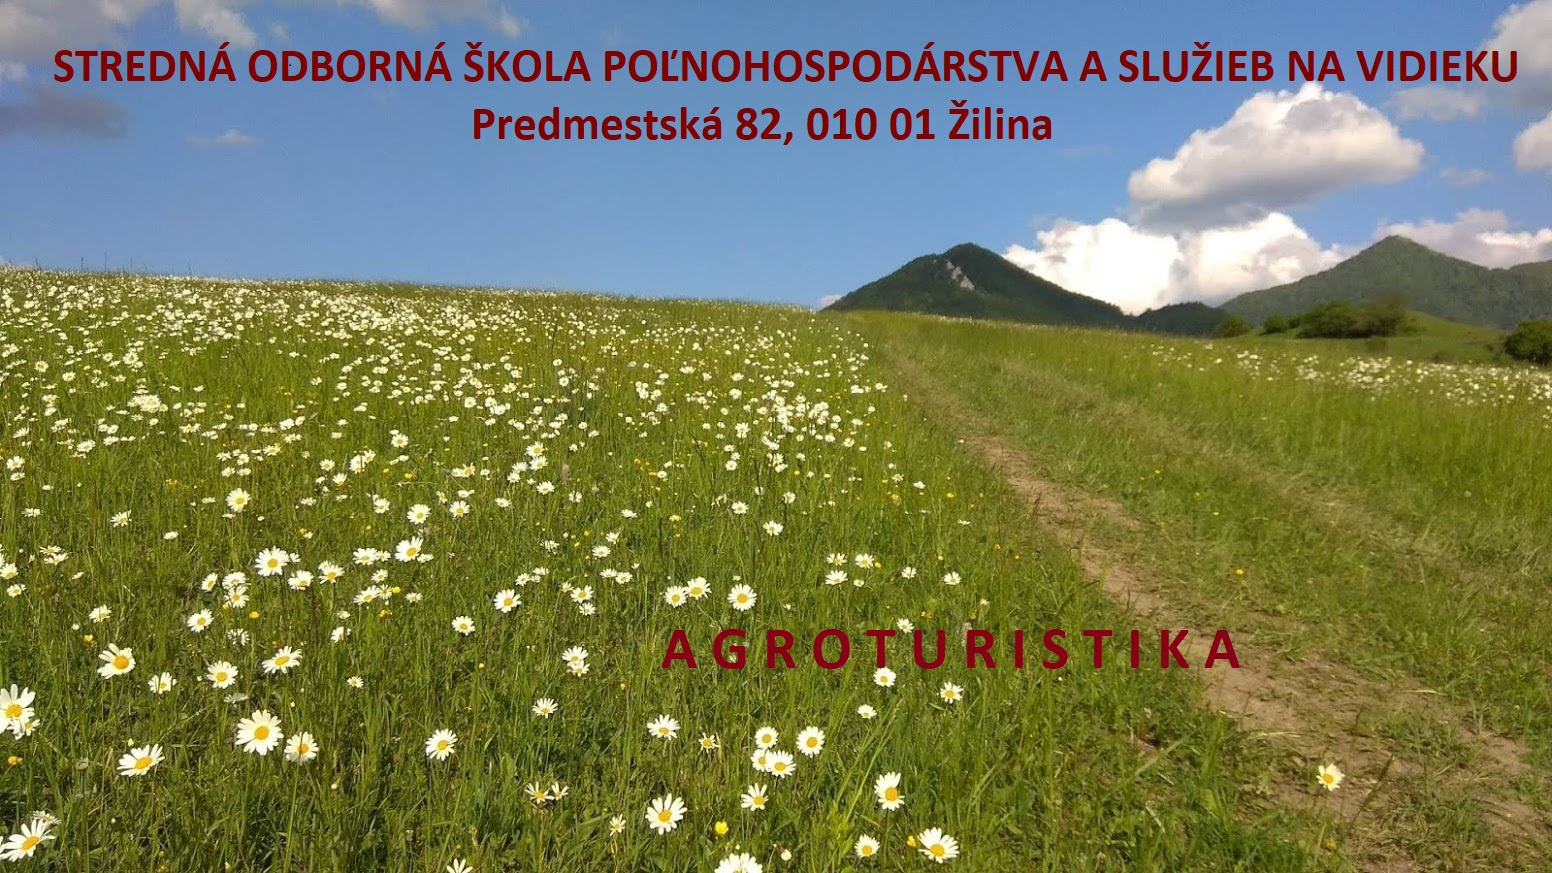 STREDNÁ ODBORNÁ ŠKOLA POĽNOHOSPODÁRSTVA A SLUŽIEB NA VIDIEKU
Predmestská 82, 010 01 Žilina
A G R O T U R I S T I K A